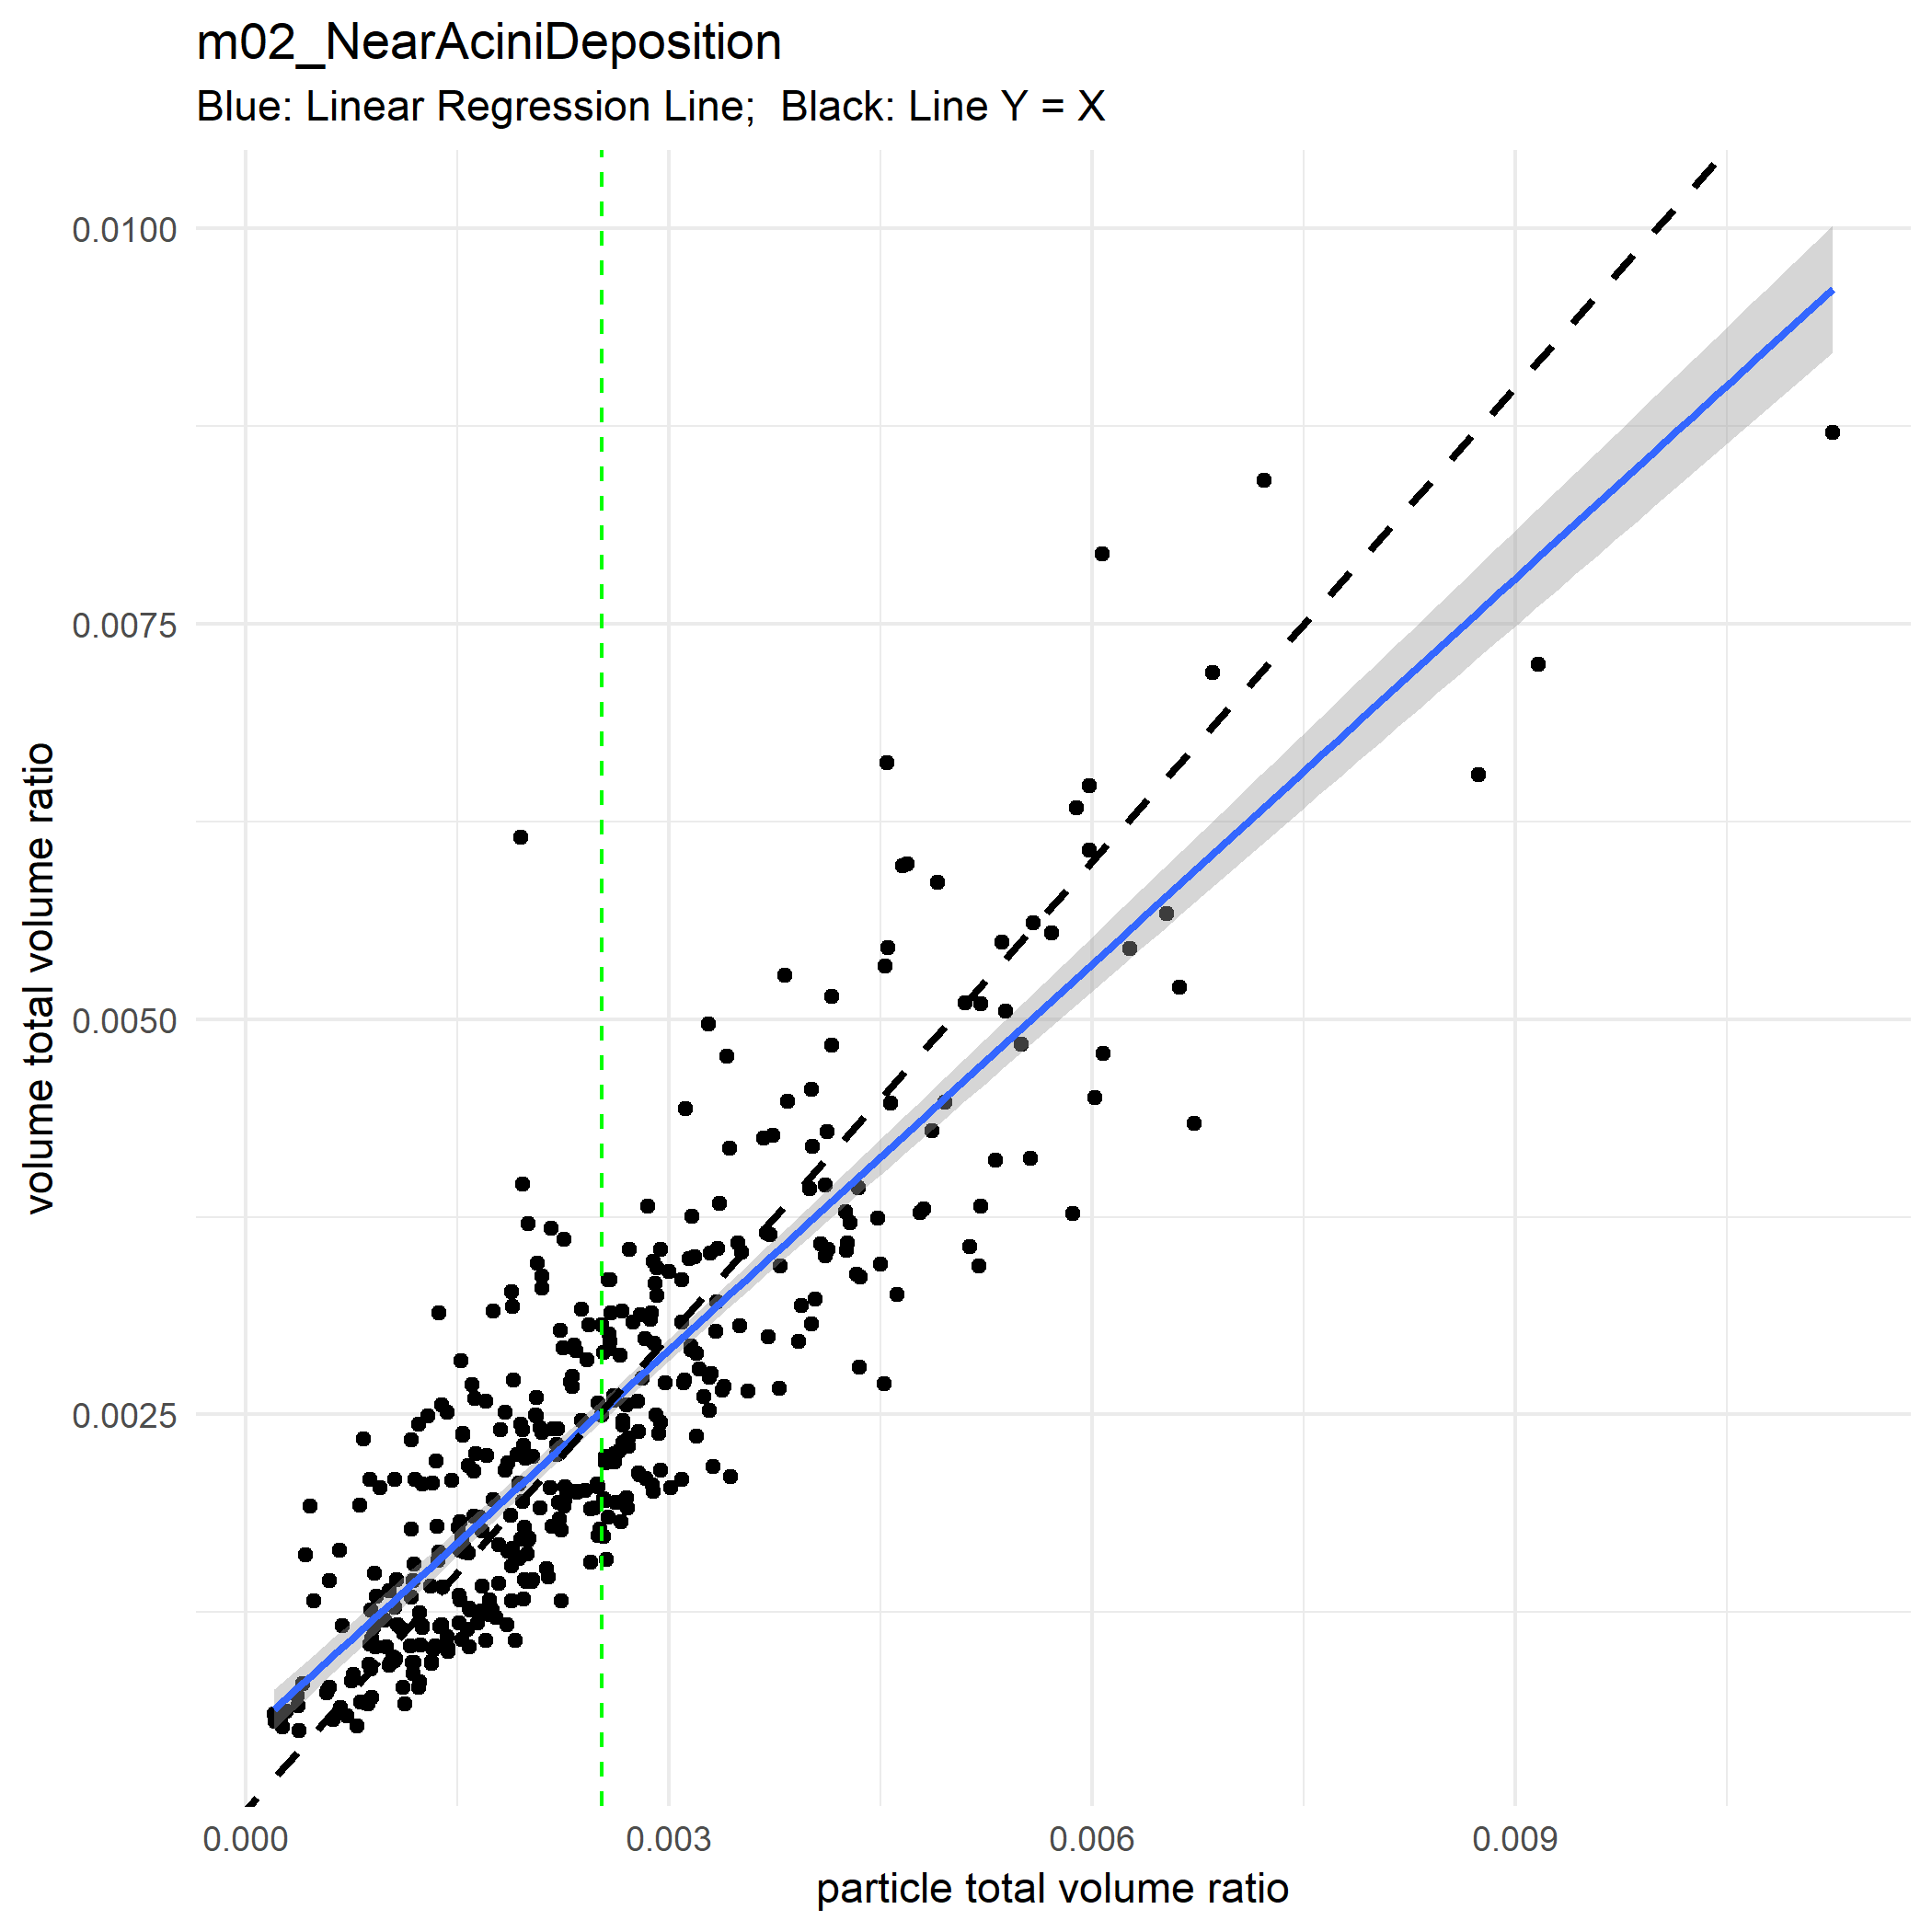 m02_NearAciniDeposition
Blue: Linear Regression Line;  Black: Line Y = X
0.0100
0.0075
0.0050
0.0025
volume total volume ratio
0.000
0.003
0.006
0.009
particle total volume ratio